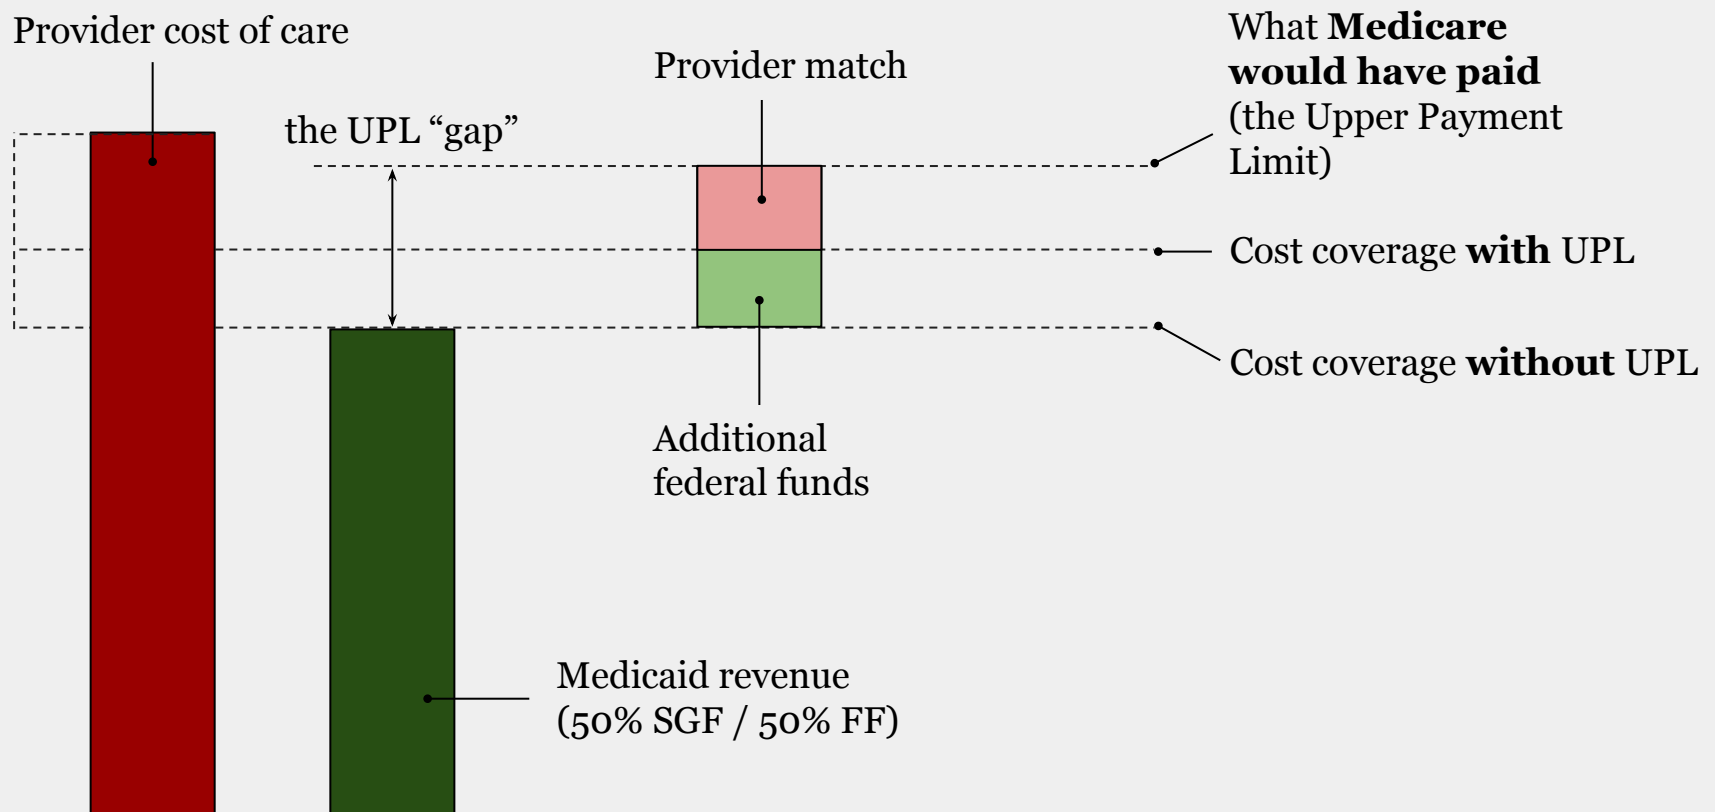 Provider cost of care
the UPL “gap”
Provider match
What Medicare
would have paid
(the Upper Payment
Limit)
Cost coverage with UPL
Cost coverage without UPL
Additional
federal funds
Medicaid revenue
(50% SGF / 50% FF)